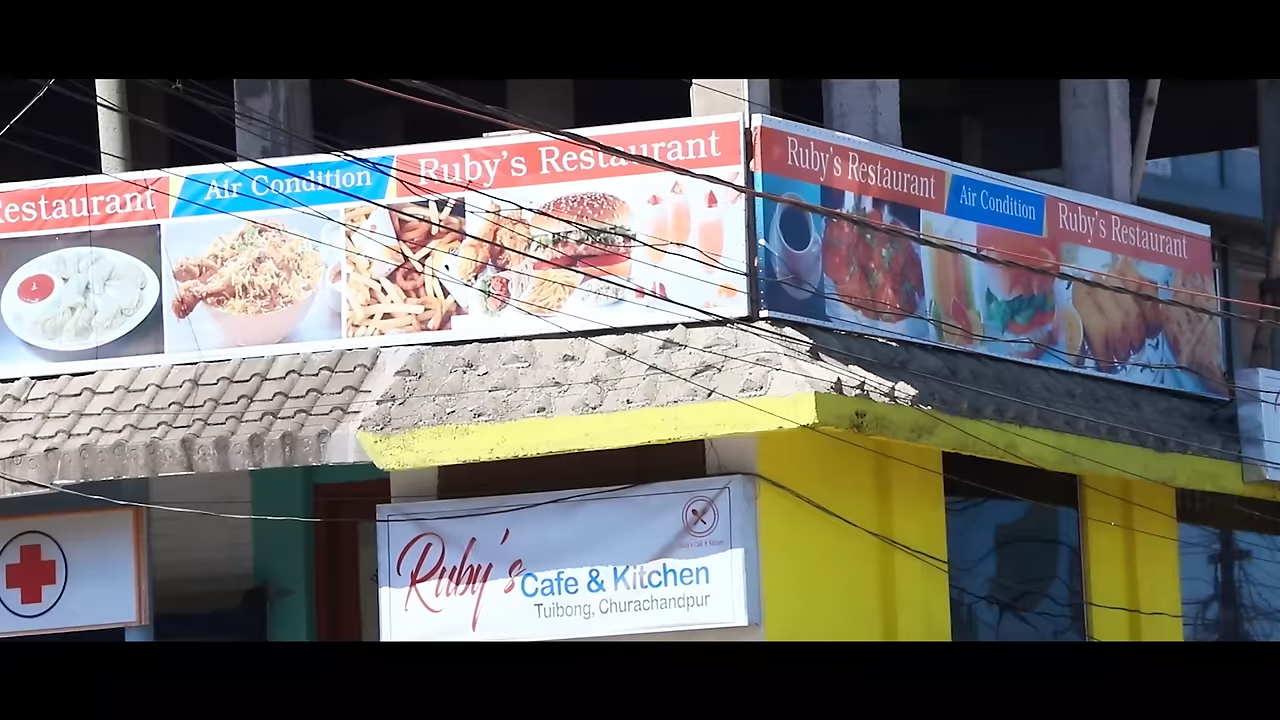 Restaurant
Air Condition
Ruby's Restaurant
Ruby's Restaurant
Air Condition
Ruby's Restaurant
Ruby's Cafe & Kitchen
Tuibong, Churachandpur